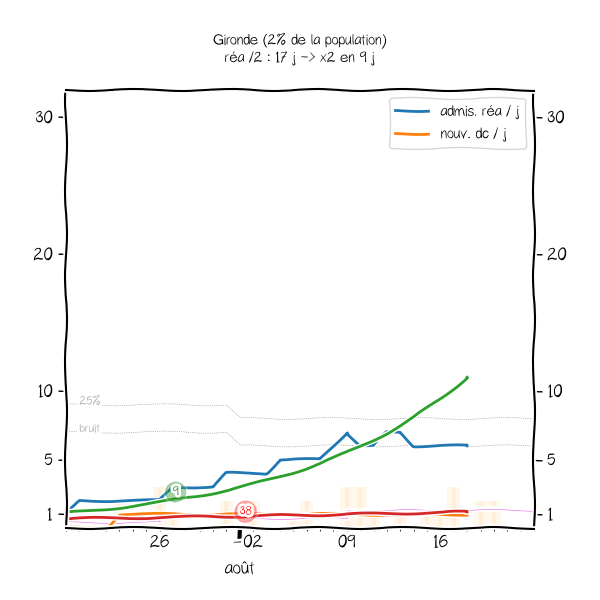 Gironde (2% de la population)
réa /2 : 17 j -> x2 en 9 j
admis. réa / j
nouv. dc / j
30
30
20
20
10
10
25%
bruit
5
5
9
38
1
1
26
02
09
16
août